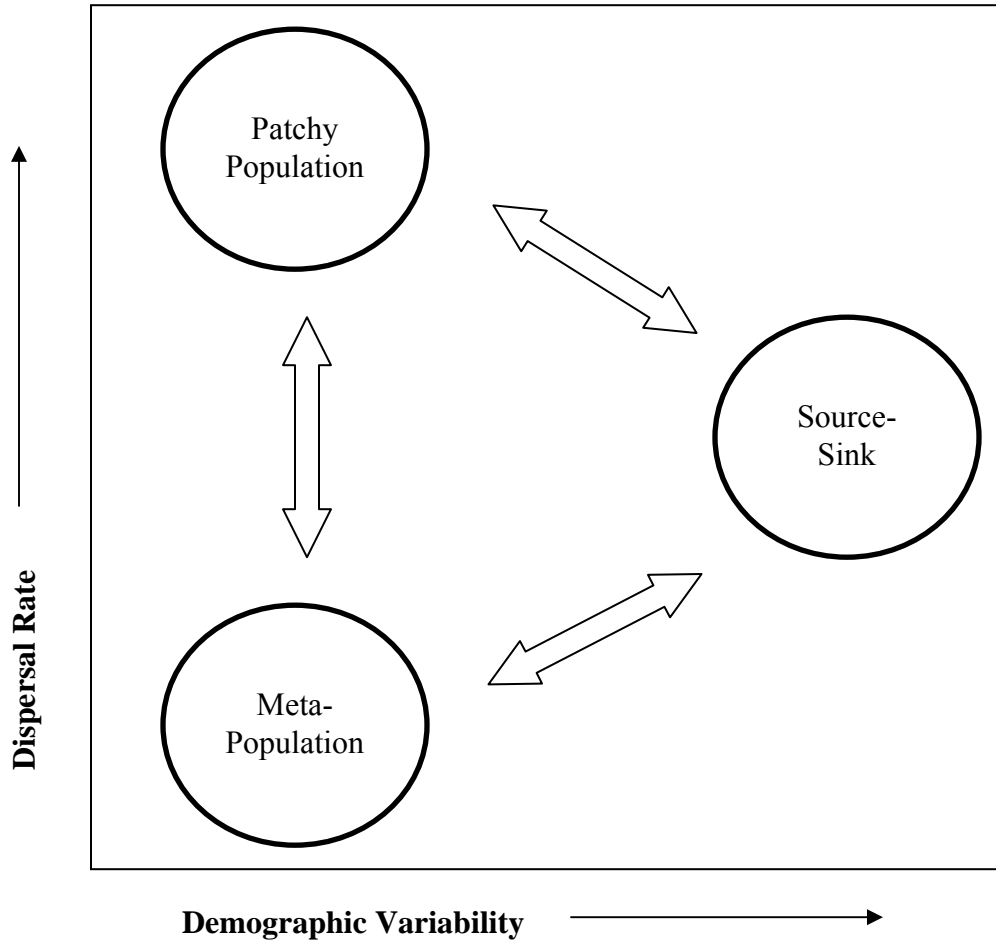 Patchy
Population
Source-
Sink
Meta-
Population
Dispersal Rate
Demographic Variability